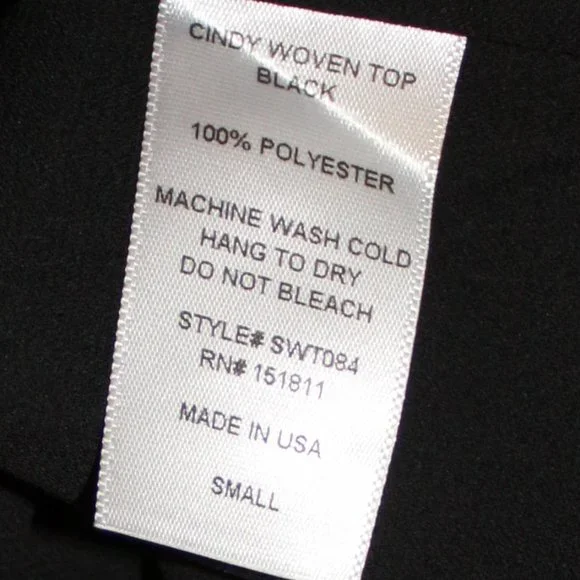 CINDY WOVEN TOP
BLACK
100% POLYESTER
MACHINE WASH COLD
HANG TO DRY
DO NOT BLEACH
STYLE# SWT084
RN# 151811
MADE IN USA
SMALL